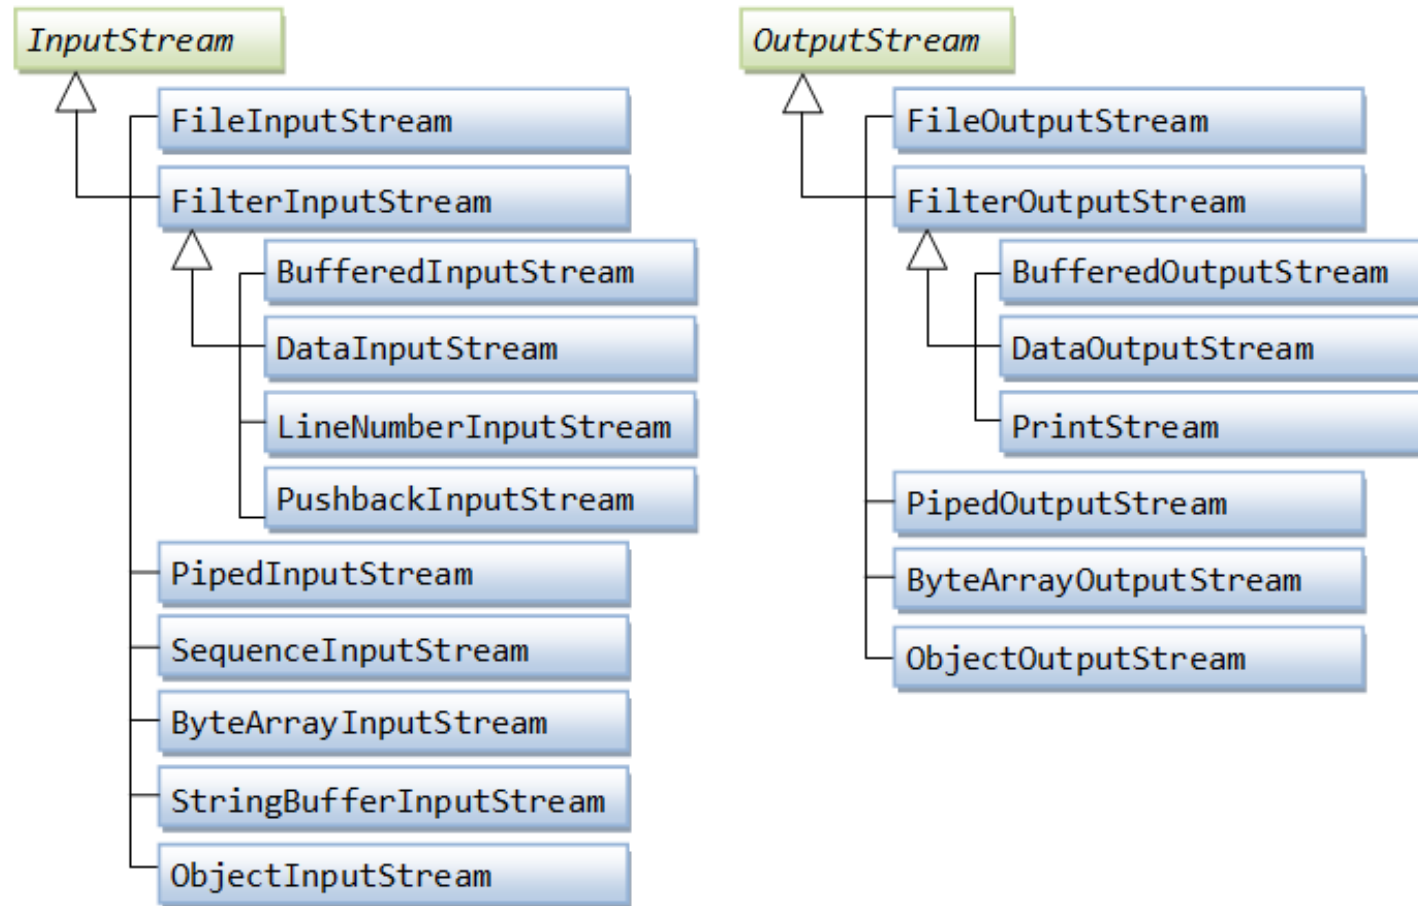 InputStream
FileInputStream
FilterInputStream
BufferedInputStream
DataInputStream
LineNumberInputStream
PushbackInputStream
PipedInputStream
SequenceInputStream
ByteArrayInputStream
StringBufferInputStream
ObjectInputStream
OutputStream
FileOutputStream
FilterOutputStream
BufferedOutputStream
DataOutputStream
PrintStream
PipedOutputStream
ByteArrayOutputStream
ObjectOutputStream